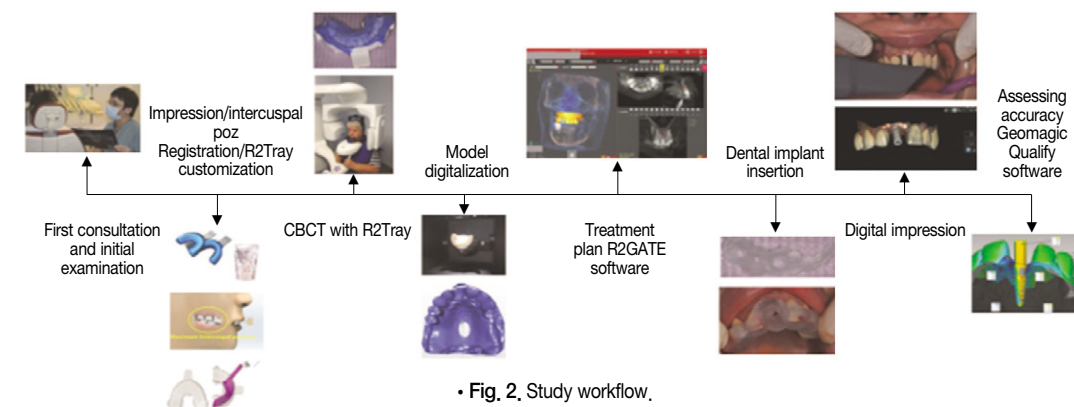 Impression/intercuspal
poz
Registration/R2Tray
customization
Model
digitalization
Dental implant
insertion
Assessing
accuracy
Geomagic
Qualify
software
First consultation
and initial
examination
CBCT with R2Tray
Treatment
plan R2GATE
software
Digital impression
• Fig. 2. Study workflow.